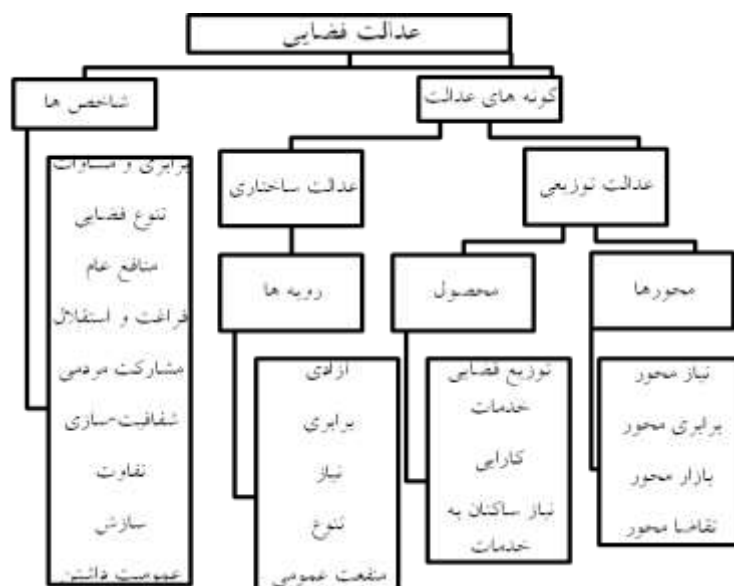 عدالت فضایی
گونه های عدالت
شاخص ها
عدالت توزیعی
عدالت ساختاری
محورها
محصول
رویه ها
نیاز محور
برابری محور
بازار محور
تقاضا محور
توزیع فضایی
خدمات
کارایی
نیاز ساکنان به
خدمات
آزادی
برابری
نیاز
تنوع
منفعت عمومی
برابری و مساوات
تنوع فضایی
منافع عام
فراغت و استقلال
مشارکت مردمی
شفافیت-سازی
تفاوت
سازش
عمومیت داشتن